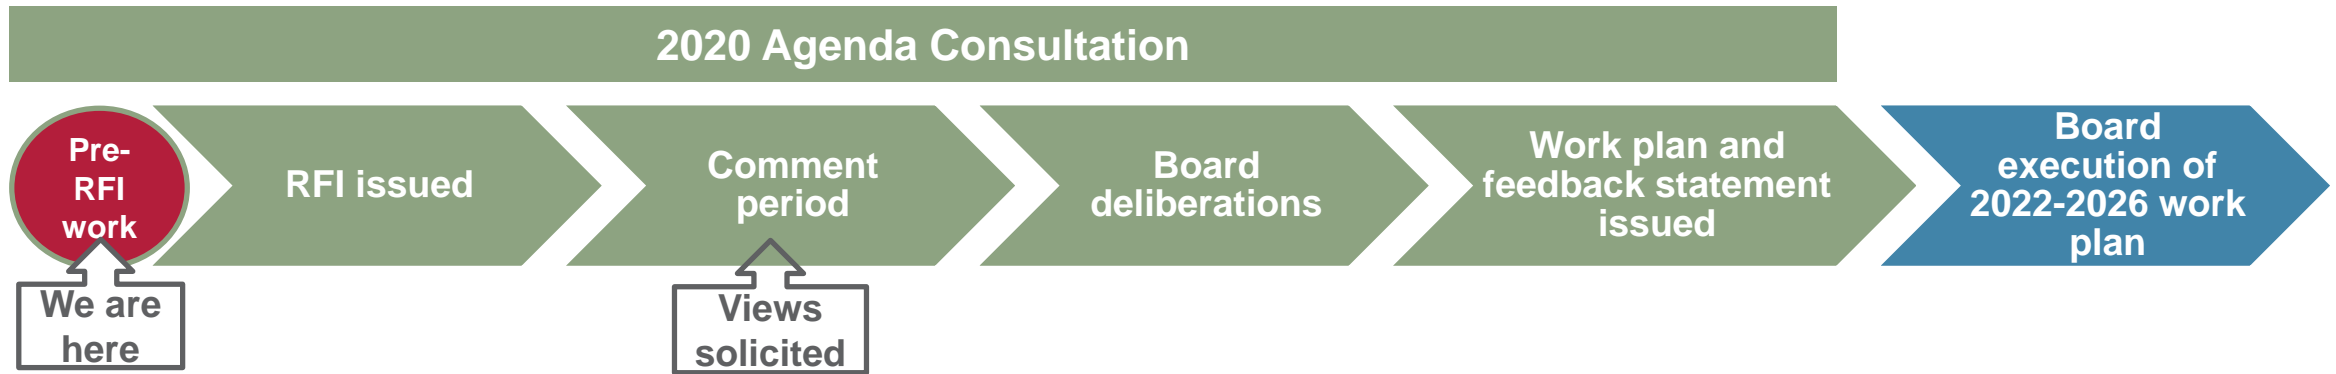 2020 Agenda Consultation
Pre-
RFI
work
RFI issued
Comment
period
Board
deliberations
Work plan and
feedback statement
issued
Board
execution of
2022-2026 work
plan
We are
here
Views
solicited